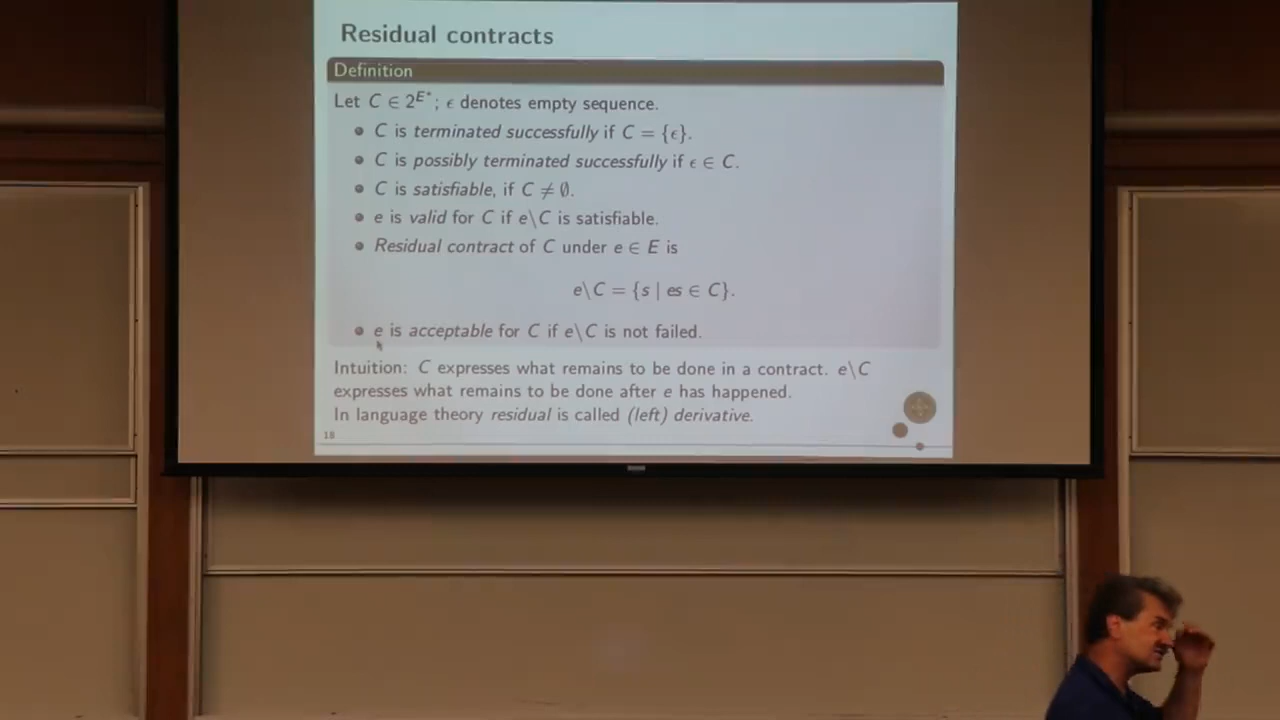 Residual contracts
Definition
Let C ∈ 2^{E*}; ϵ denotes empty sequence.
C is terminated successfully if C = {ϵ}.
C is possibly terminated successfully if ϵ ∈ C.
C is satisfiable, if C ≠ ∅.
e is valid for C if e\C is satisfiable.
Residual contract of C under e ∈ E is
e\C = {s | es ∈ C}.
e is acceptable for C if e\C is not failed.
Intuition: C expresses what remains to be done in a contract. e\C
expresses what remains to be done after e has happened.
In language theory residual is called (left) derivative.
18